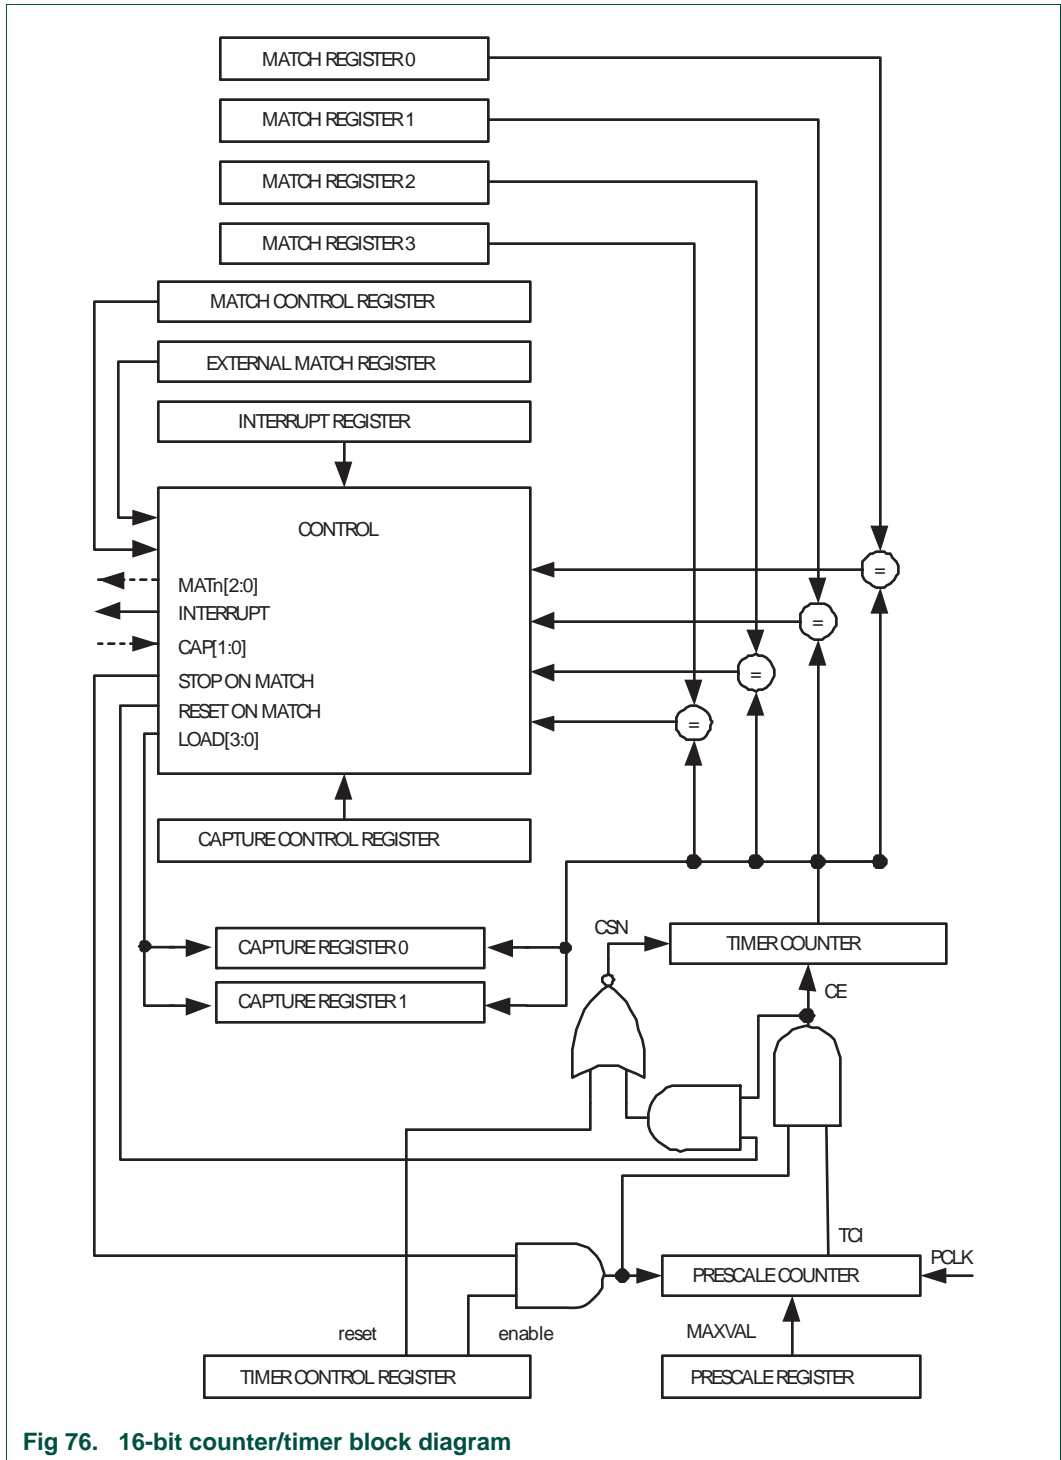 MATCH REGISTER 0
MATCH REGISTER 1
MATCH REGISTER 2
MATCH REGISTER 3
MATCH CONTROL REGISTER
EXTERNAL MATCH REGISTER
INTERRUPT REGISTER
CONTROL
=
MATn[2:0]
INTERRUPT
=
CAP[1:0]
STOP ON MATCH
=
RESET ON MATCH
=
LOAD[3:0]
CAPTURE CONTROL REGISTER
CSN
CAPTURE REGISTER 0
TIMER COUNTER
CE
CAPTURE REGISTER 1
TCI
PCLK
PRESCALE COUNTER
reset
enable
MAXVAL
TIMER CONTROL REGISTER
PRESCALE REGISTER
Fig 76. 16-bit counter/timer block diagram